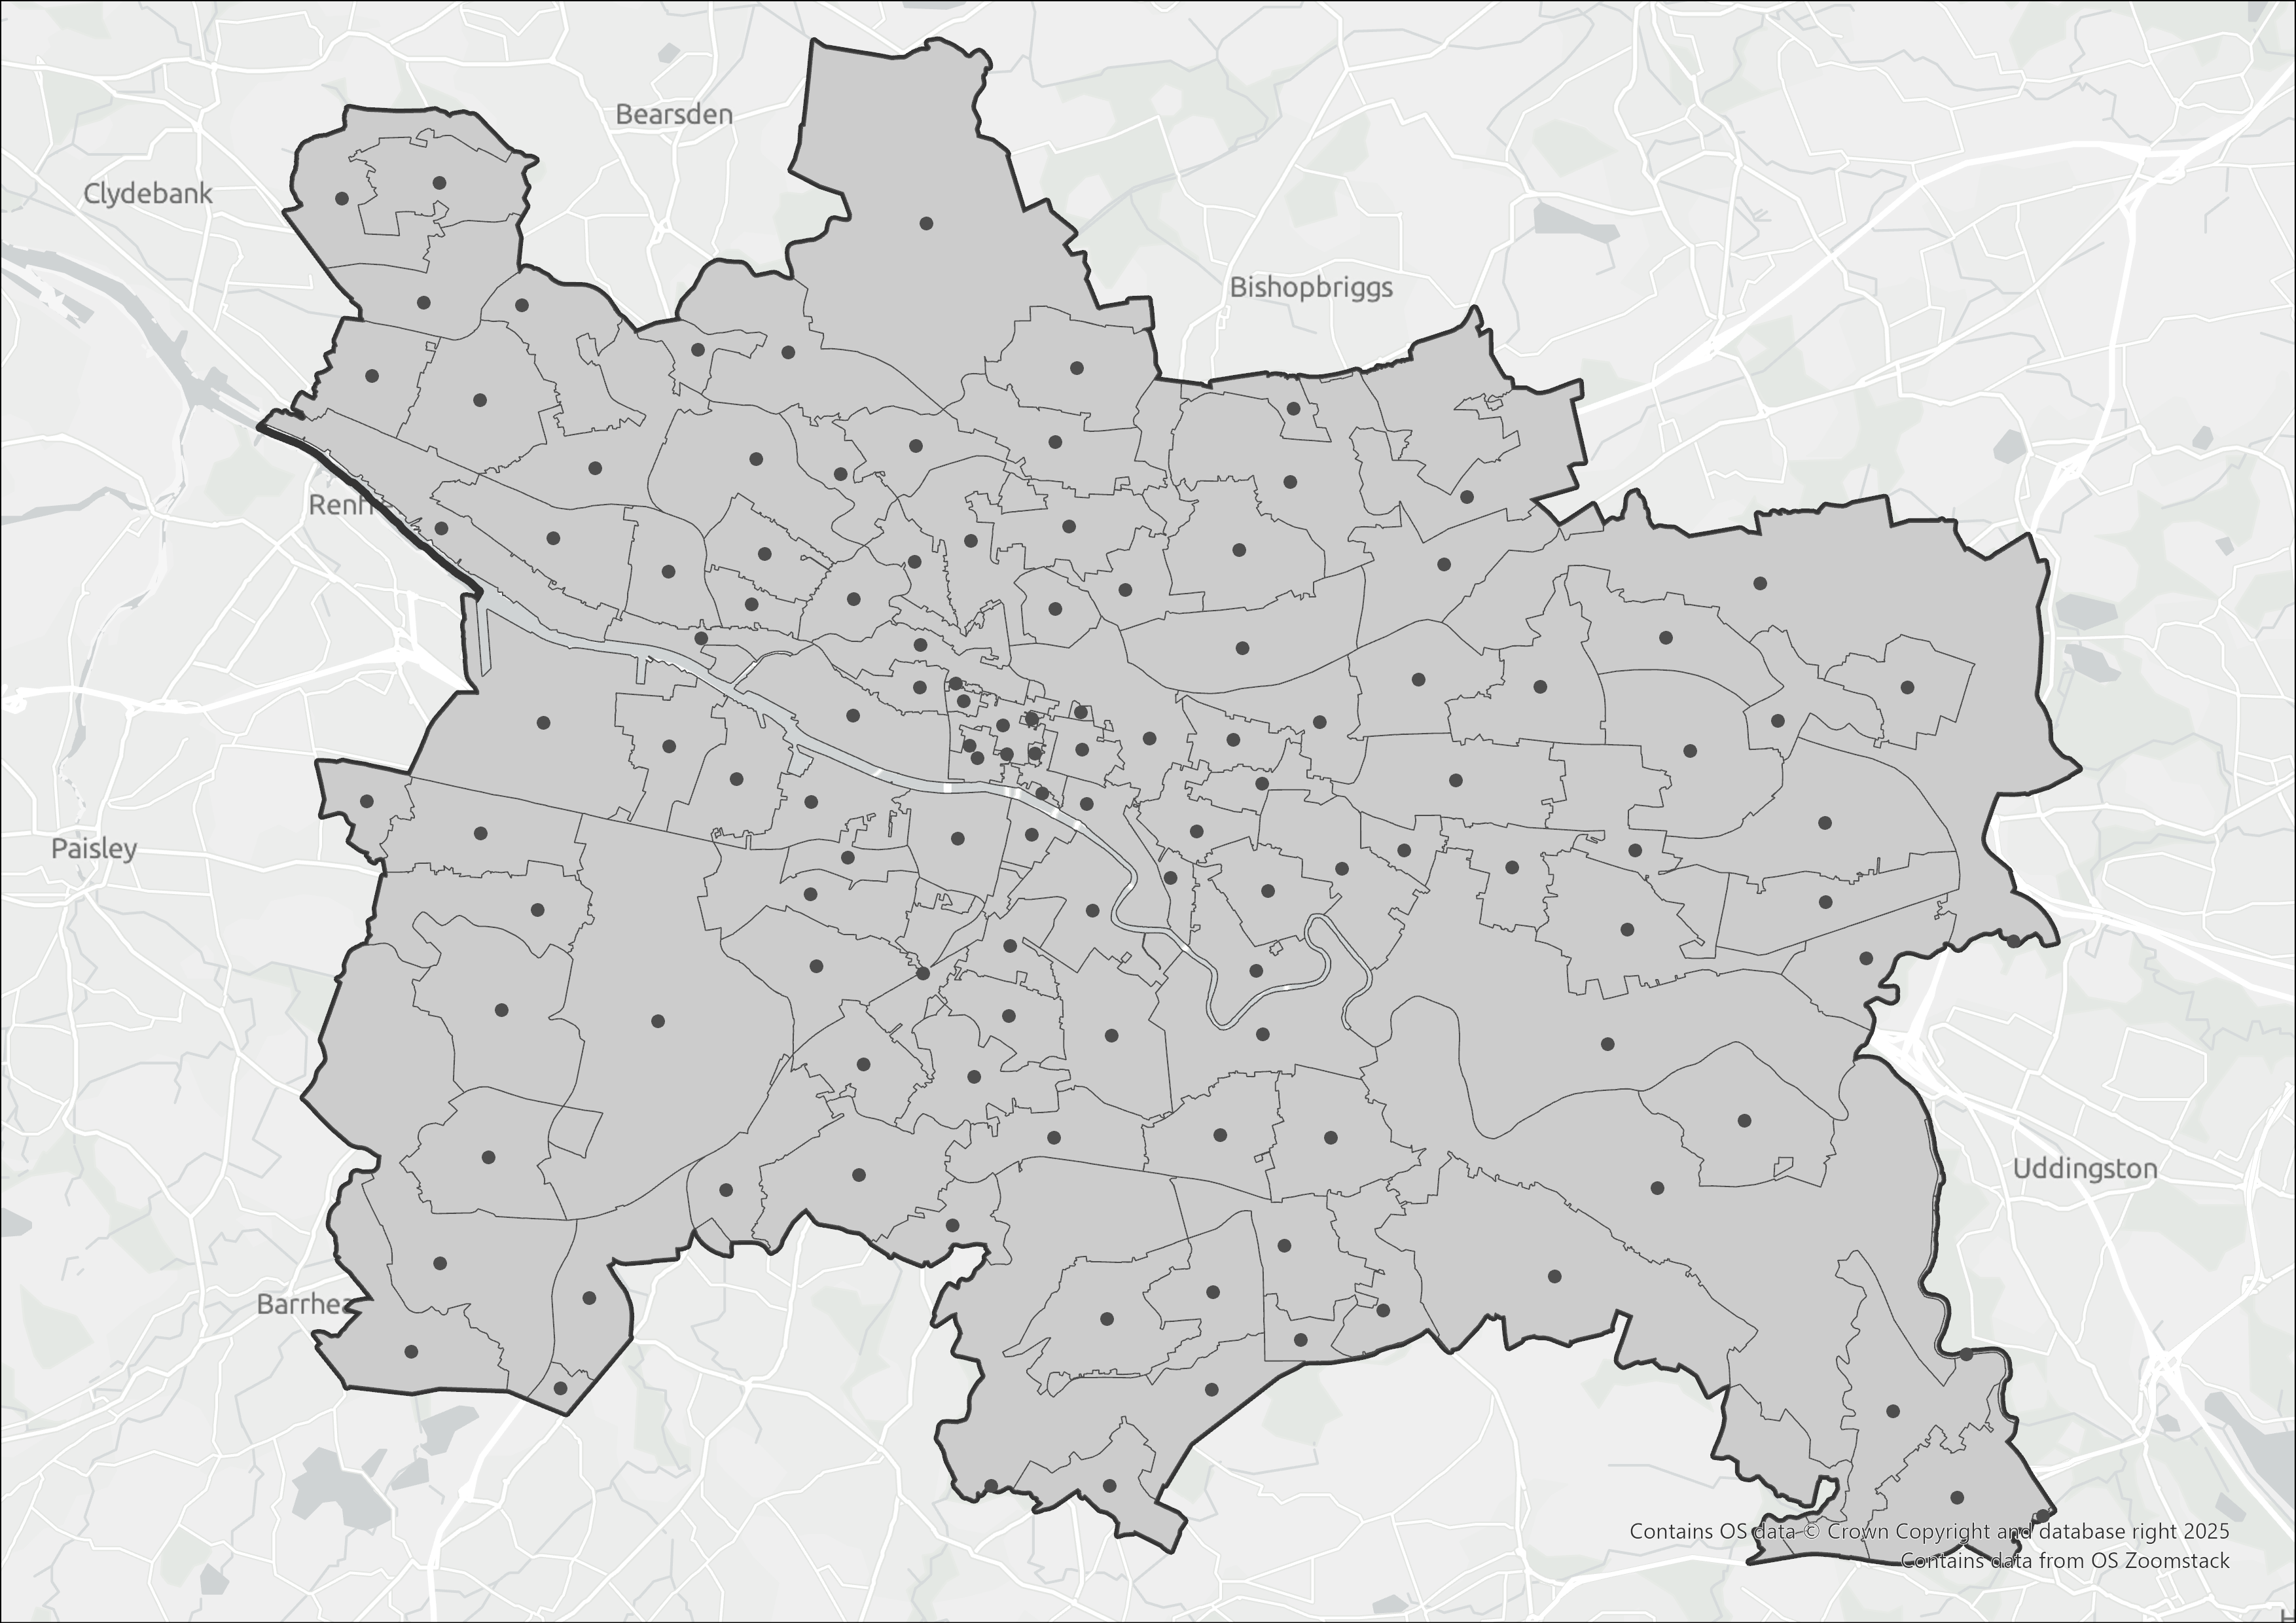 Bearsden
Clydebank
Bishopbriggs
Renf
Paisley
Uddingston
Barrhea
Contains OS data © Crown Copyright and database right 2025
Contains data from OS Zoomstack